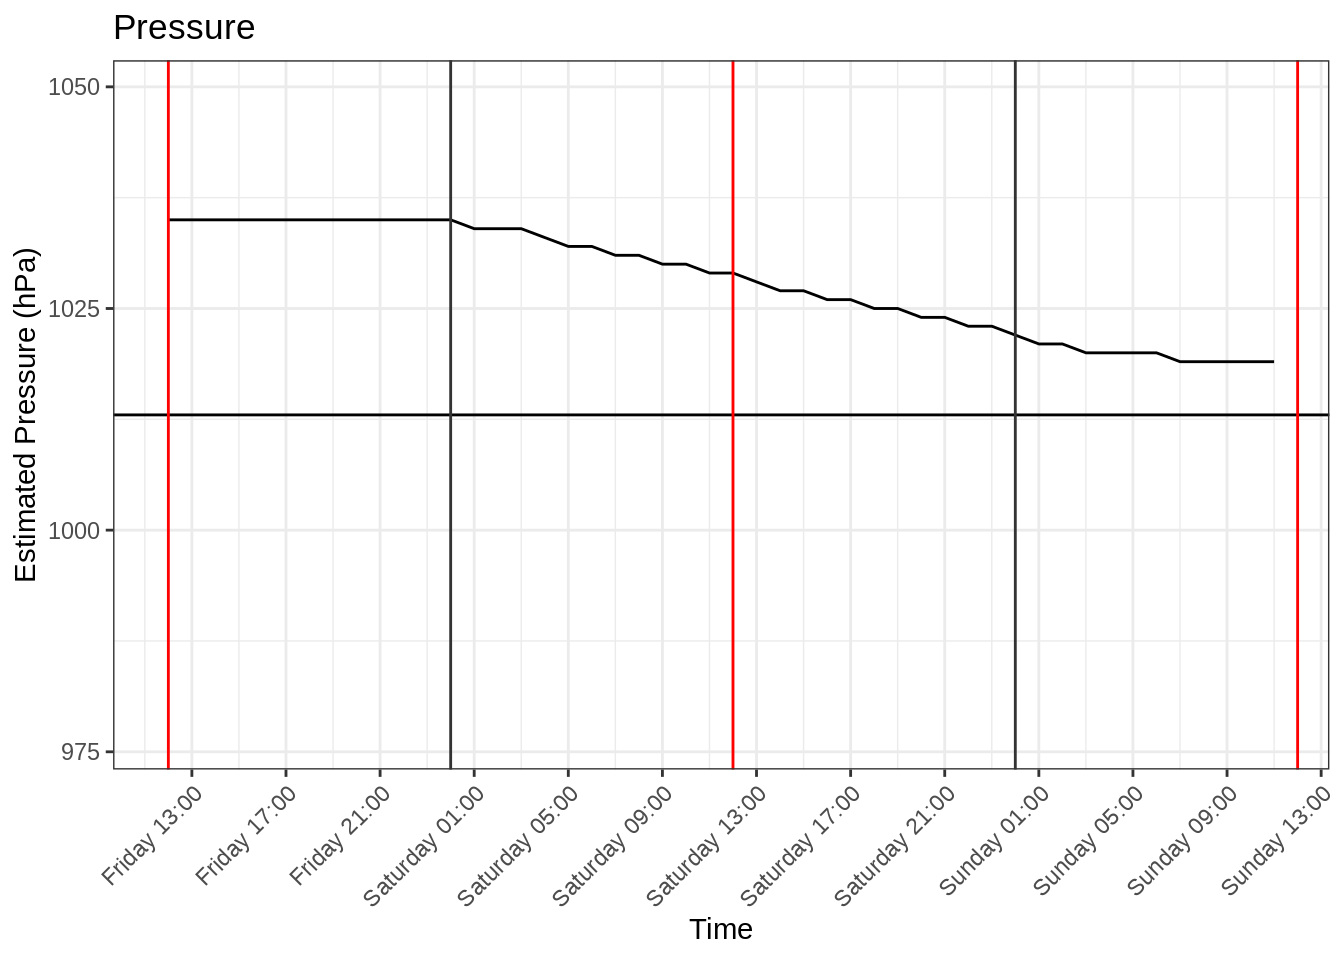 Pressure
Estimated Pressure (hPa)
1050
1025
1000
975
Friday 13:00
Friday 17:00
Friday 21:00
Saturday 01:00
Saturday 05:00
Saturday 09:00
Saturday 13:00
Saturday 17:00
Saturday 21:00
Sunday 01:00
Sunday 05:00
Sunday 09:00
Sunday 13:00
Time